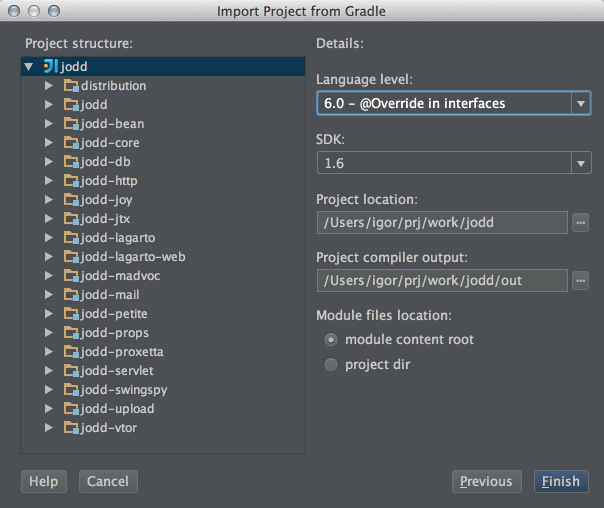 Import Project from Gradle
Project structure:
jodd
distribution
jodd
jodd-bean
jodd-core
jodd-db
jodd-http
jodd-joy
jodd-jtx
jodd-lagarto
jodd-lagarto-web
jodd-madvoc
jodd-mail
jodd-petite
jodd-props
jodd-proxetta
jodd-servlet
jodd-swingspy
jodd-upload
jodd-vtor
Details:
Language level:
6.0 – @Override in interfaces
SDK:
1.6
Project location:
/Users/igor/prj/work/jodd
Project compiler output:
/Users/igor/prj/work/jodd/out
Module files location:
module content root
project dir
Help Cancel Previous Finish